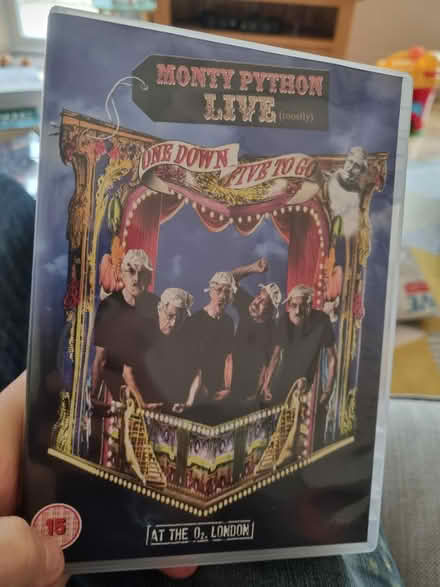 MONTY PYTHON
LIVE (mostly)
ONE DOWN
FIVE TO GO
15
AT THE O2, LONDON